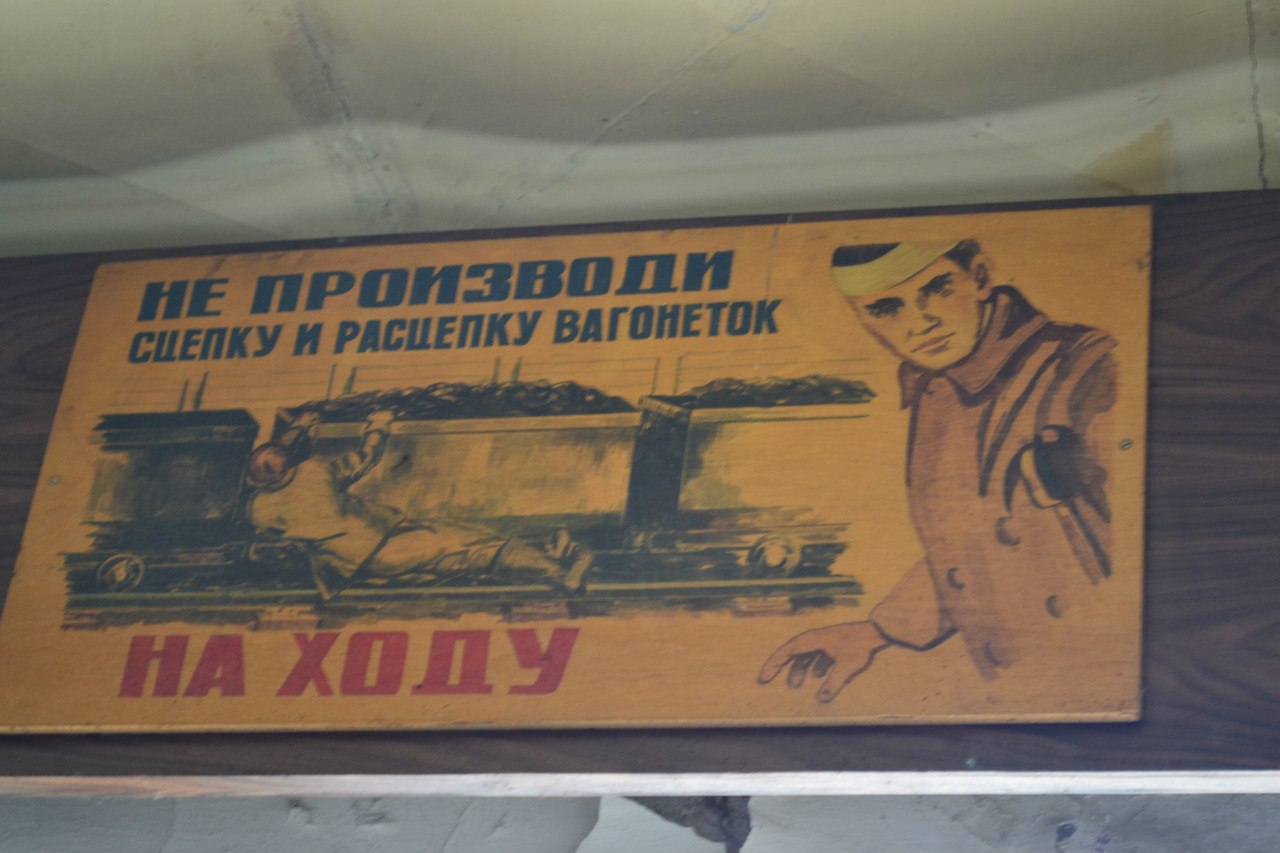 НЕ ПРОИЗВОДИ
СЦЕПКУ И РАСЦЕПКУ ВАГОНЕТОК
НА ХОДУ